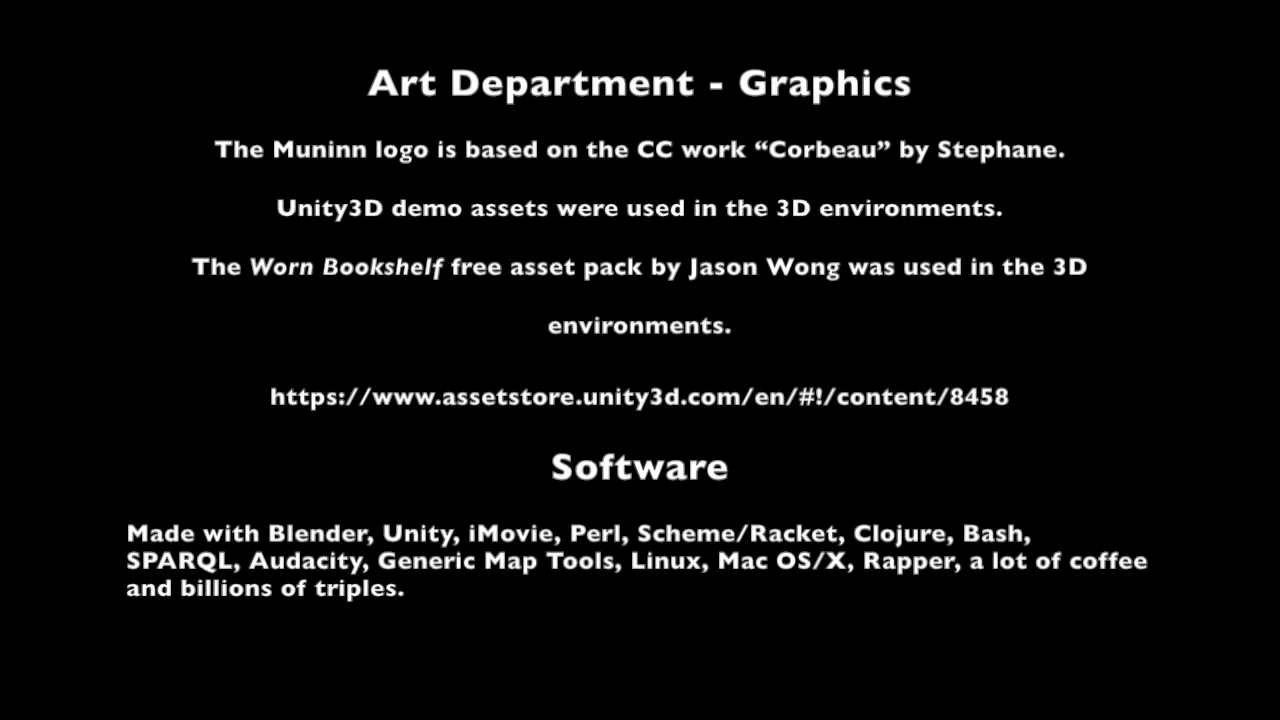 Art Department - Graphics
The Muninn logo is based on the CC work “Corbeau” by Stephane.
Unity3D demo assets were used in the 3D environments.
The Worn Bookshelf free asset pack by Jason Wong was used in the 3D
environments.
https://www.assetstore.unity3d.com/en/#!/content/8458
Software
Made with Blender, Unity, iMovie, Perl, Scheme/Racket, Clojure, Bash,
SPARQL, Audacity, Generic Map Tools, Linux, Mac OS/X, Rapper, a lot of coffee
and billions of triples.